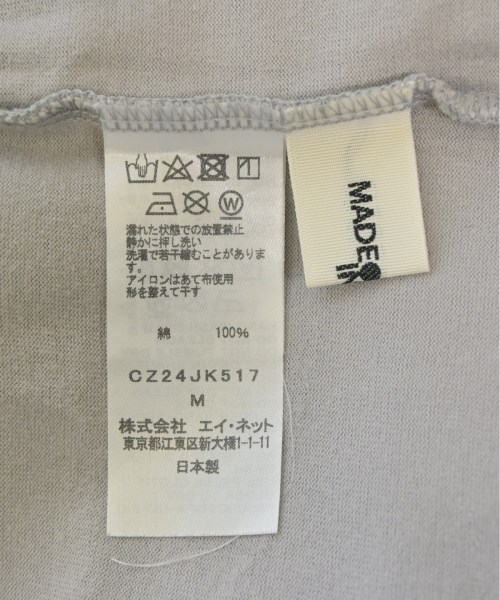 濡れた状態での放置禁止
静かに押し洗い
洗濯で若干縮むことがありま
す。
アイロンはあて布使用
形を整えて干す
綿 100%
CZ24JK517
M
株式会社 エイ・ネット
東京都江東区新大橋1-1-11
日本製
MADE
IN
W